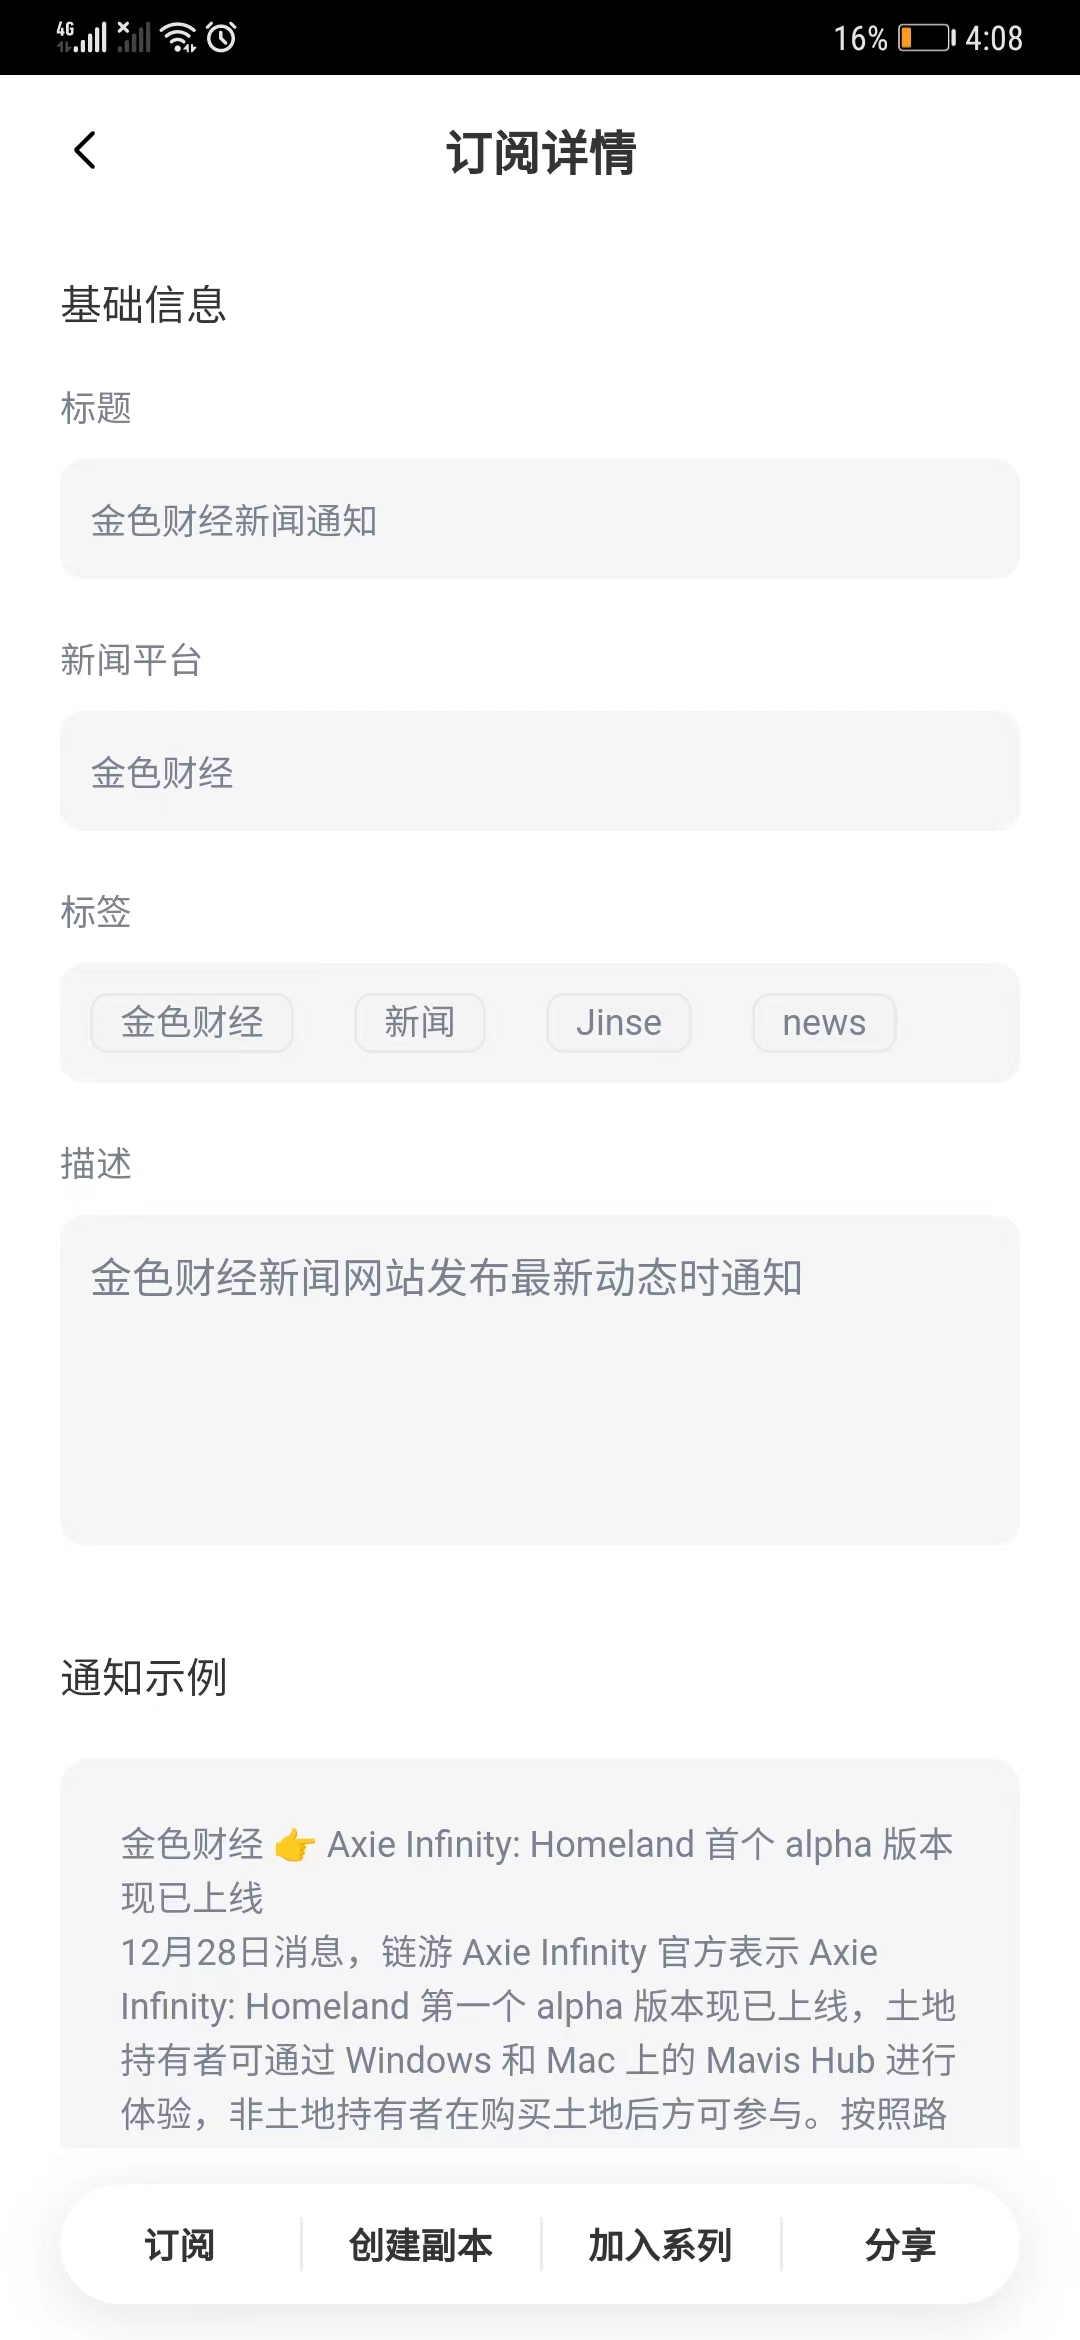 4G 16% 4:08
订阅详情
基础信息
标题
金色财经新闻通知
新闻平台
金色财经
标签
金色财经 新闻 Jinse news
描述
金色财经新闻网站发布最新动态时通知
通知示例
金色财经 👉 Axie Infinity: Homeland 首个 alpha 版本
现已上线
12月28日消息，链游 Axie Infinity 官方表示 Axie
Infinity: Homeland 第一个 alpha 版本现已上线，土地
持有者可通过 Windows 和 Mac 上的 Mavis Hub 进行
体验，非土地持有者在购买土地后方可参与。按照路
订阅 创建副本 加入系列 分享